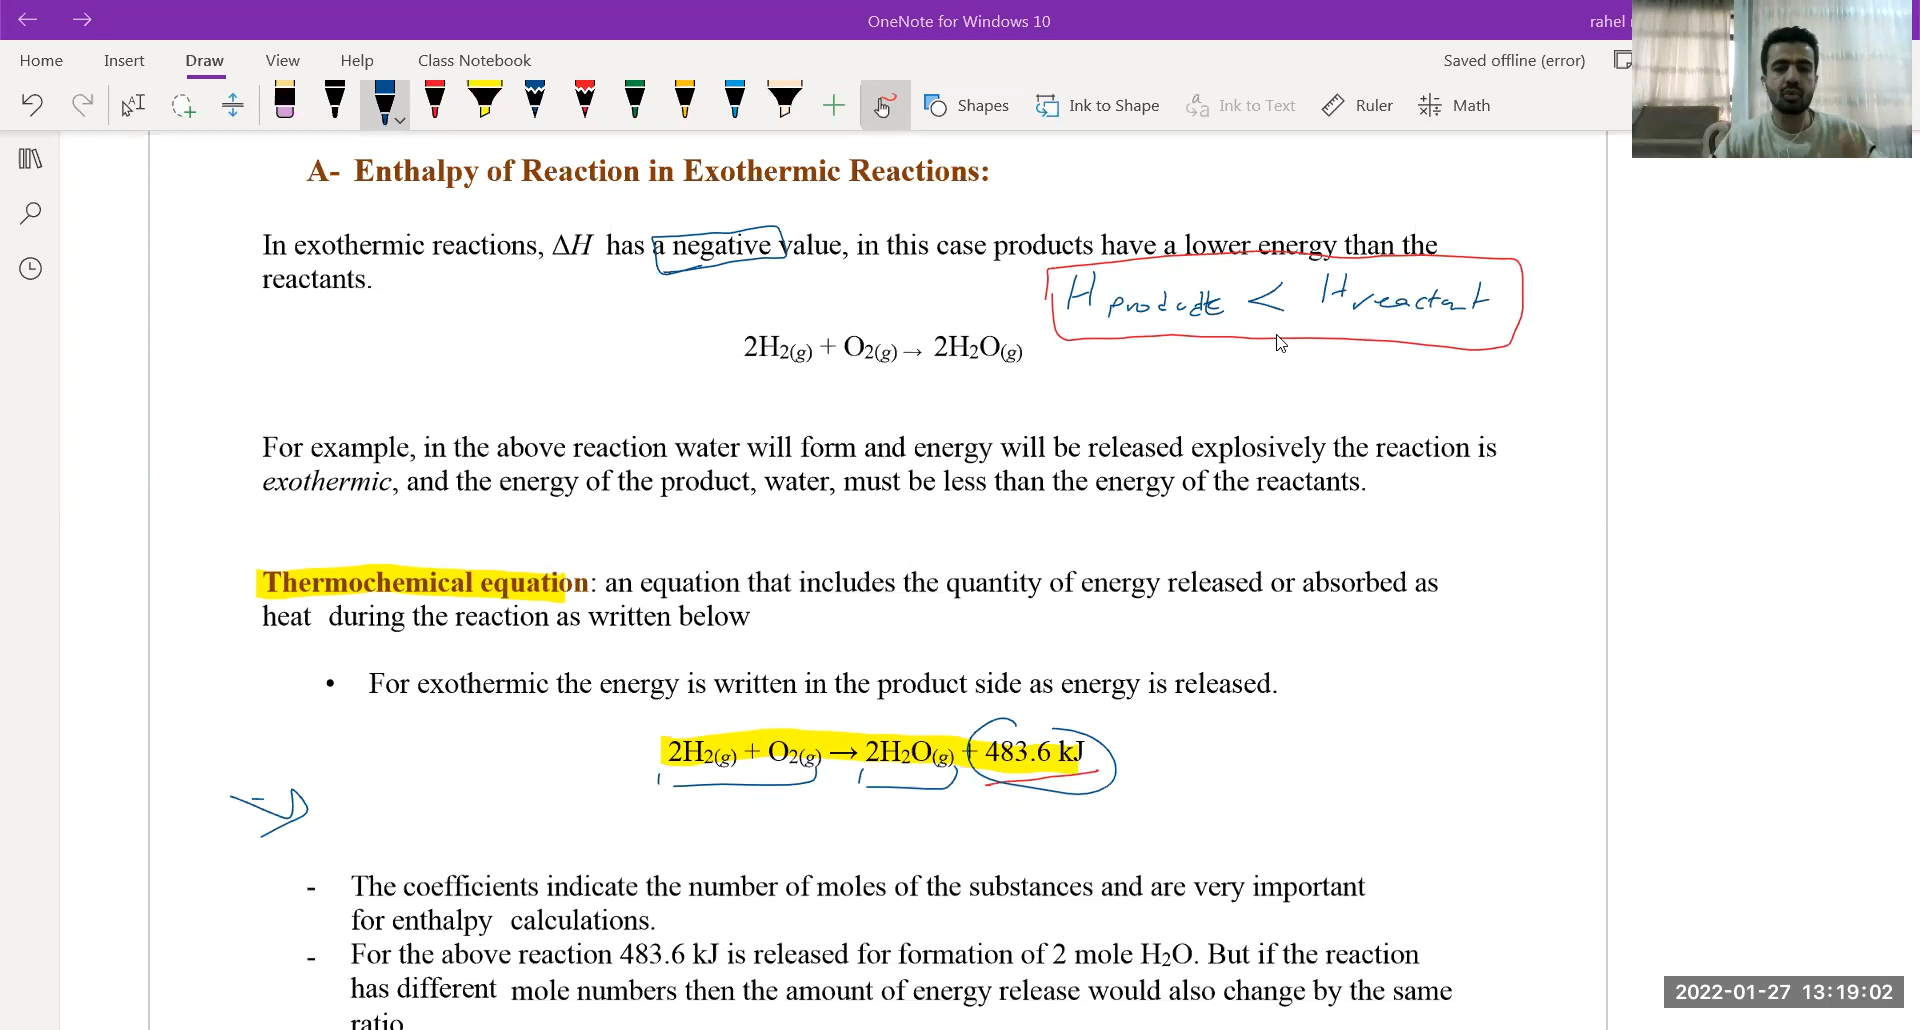 OneNote for Windows 10
rahel
Home Insert Draw View Help Class Notebook
Saved offline (error)
Shapes Ink to Shape Ink to Text Ruler Math
A- Enthalpy of Reaction in Exothermic Reactions:
In exothermic reactions, ΔH has a negative value, in this case products have a lower energy than the
reactants.
H product < H reactant
2H₂(g) + O₂(g) → 2H₂O(g)
For example, in the above reaction water will form and energy will be released explosively the reaction is
exothermic, and the energy of the product, water, must be less than the energy of the reactants.
Thermochemical equation: an equation that includes the quantity of energy released or absorbed as
heat during the reaction as written below
• For exothermic the energy is written in the product side as energy is released.
2H₂(g) + O₂(g) → 2H₂O(g) + 483.6 kJ
- The coefficients indicate the number of moles of the substances and are very important
for enthalpy calculations.
- For the above reaction 483.6 kJ is released for formation of 2 mole H₂O. But if the reaction
has different mole numbers then the amount of energy release would also change by the same
ratio
2022-01-27 13:19:02